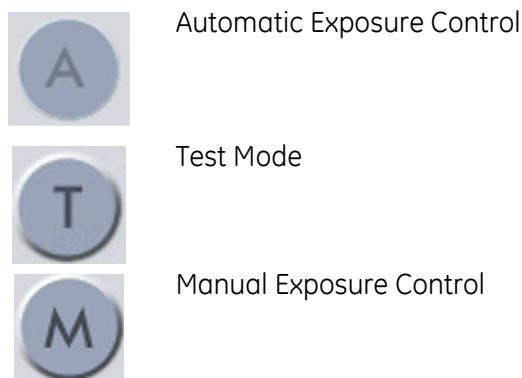 A
Automatic Exposure Control
T
Test Mode
M
Manual Exposure Control